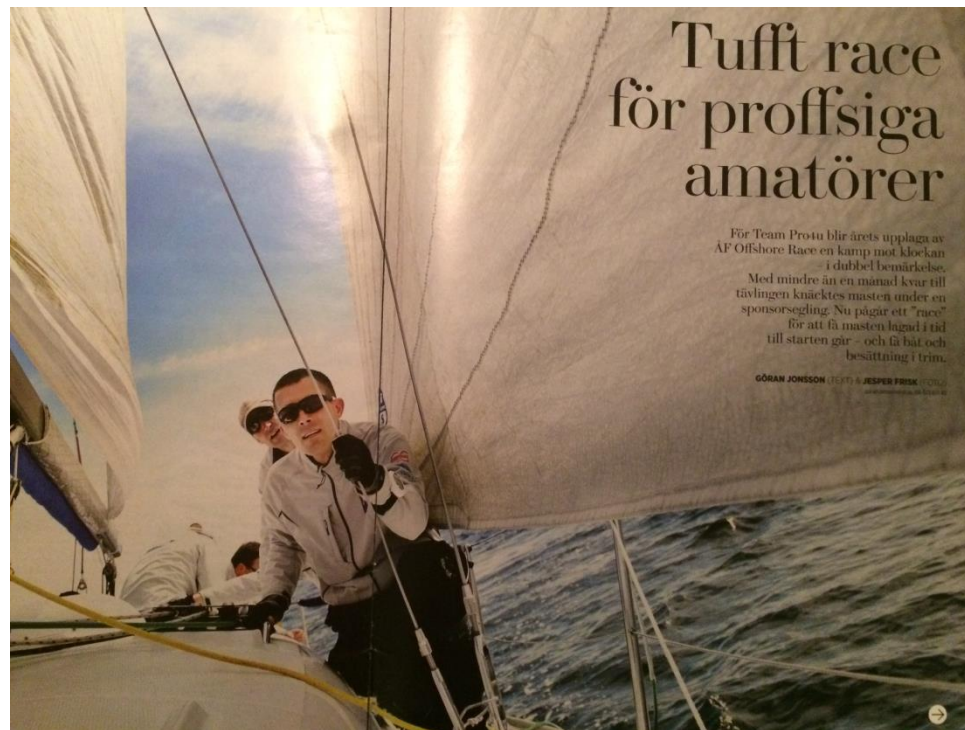 Tufft race
för proffsiga
amatörer
För Team Pro4u blir årets upplaga av
ÅF Offshore Race en kamp mot klockan
– i dubbel bemärkelse.
Med mindre än en månad kvar till
tävlingen knäcktes masten under en
sponsorsegling. Nu pågår ett "race"
för att få masten lagad i tid
till starten går – och få båt och
besättning i trim.
GÖRAN JONSSON (TEXT) & JESPER FRISK (FOTO)